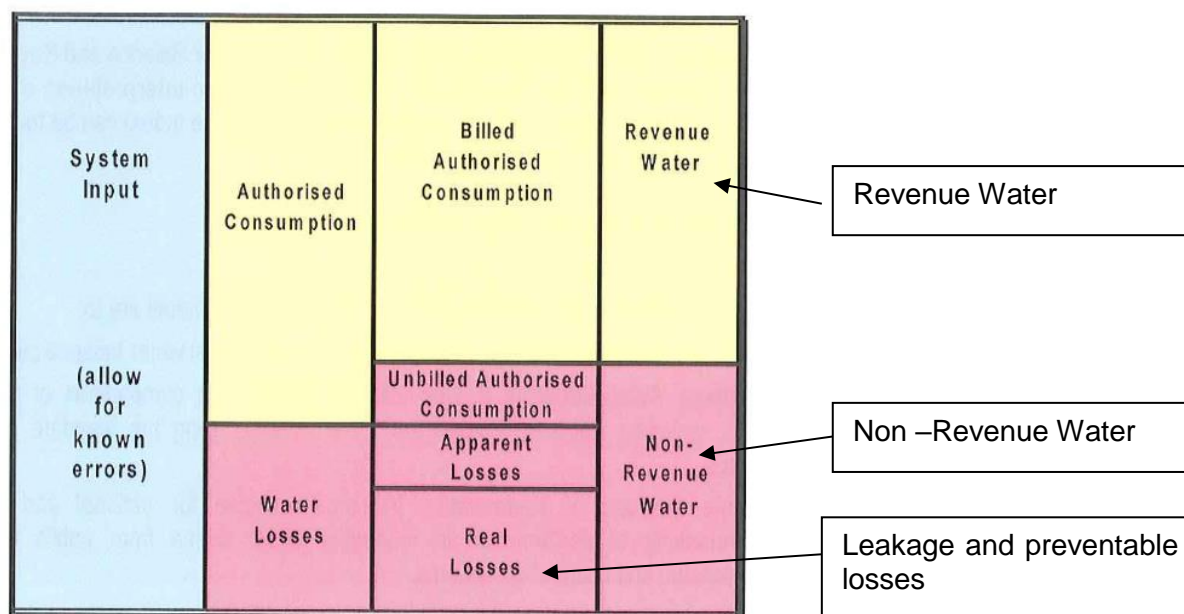 System
Input
(allow
for
known
errors)
Authorised
Consumption
Water
Losses
Billed
Authorised
Consumption
Unbilled Authorised
Consumption
Apparent
Losses
Real
Losses
Revenue
Water
Non-
Revenue
Water
Revenue Water
Non –Revenue Water
Leakage and preventable
losses